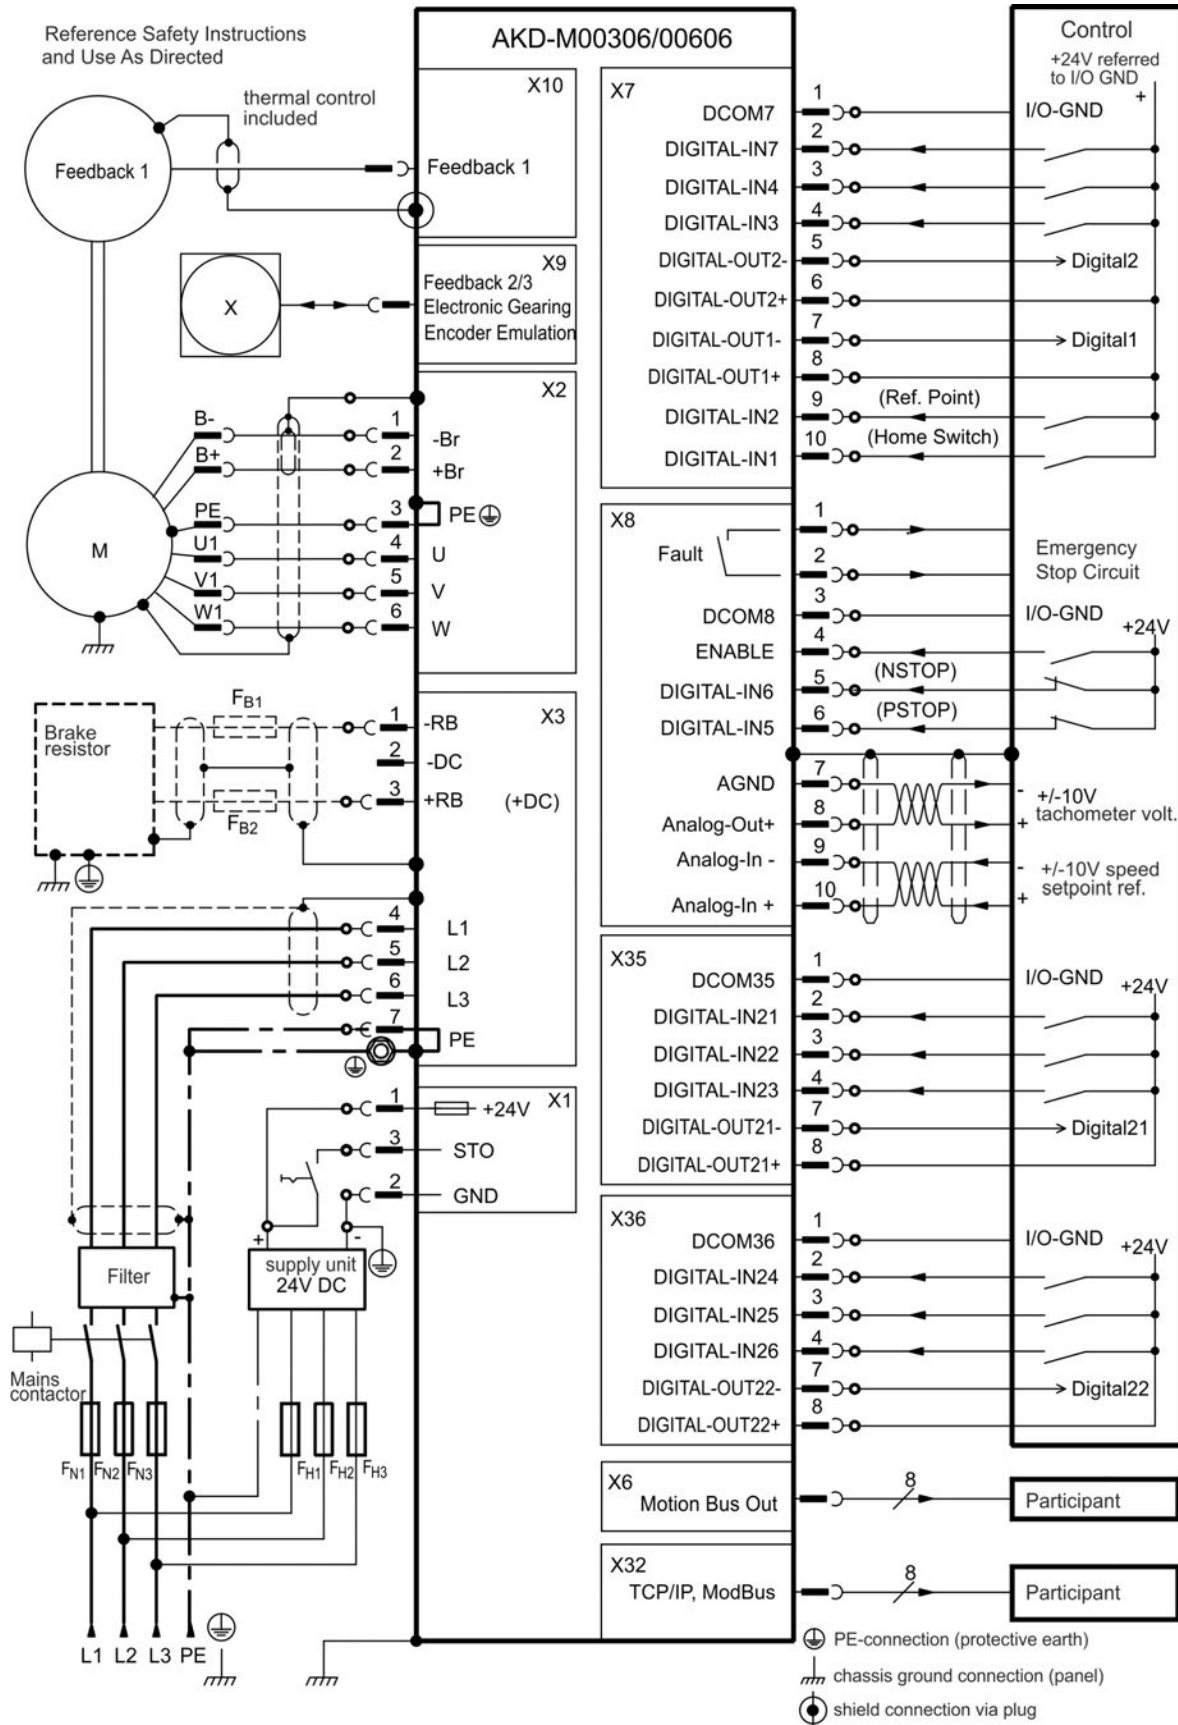 Reference Safety Instructions
and Use As Directed
AKD-M00306/00606
thermal control
included
Feedback 1
X10
Feedback 1
X
X9
Feedback 2/3
Electronic Gearing
Encoder Emulation
X2
B-
1
-Br
B+
2
+Br
PE
3
PE
U1
4
U
V1
5
V
W1
6
W
M
X3
Brake
resistor
FB1
1
-RB
2
-DC
3
+RB
(+DC)
FB2
4
L1
5
L2
6
L3
7
PE
X1
1
+24V
3
STO
2
GND
+
-
supply unit
24V DC
Filter
Mains
contactor
FN1
FN2
FN3
FH1
FH2
FH3
L1
L2
L3
PE
X7
DCOM7
1
DIGITAL-IN7
2
DIGITAL-IN4
3
DIGITAL-IN3
4
DIGITAL-OUT2-
5
Digital2
DIGITAL-OUT2+
6
DIGITAL-OUT1-
7
Digital1
DIGITAL-OUT1+
8
DIGITAL-IN2
9
(Ref. Point)
DIGITAL-IN1
10
(Home Switch)
Control
+24V referred
to I/O GND
+
I/O-GND
X8
Fault
1
2
Emergency
Stop Circuit
DCOM8
3
I/O-GND
+24V
ENABLE
4
DIGITAL-IN6
5
(NSTOP)
DIGITAL-IN5
6
(PSTOP)
AGND
7
-
Analog-Out+
8
+
+/-10V
tachometer volt.
Analog-In -
9
-
Analog-In +
10
+
+/-10V speed
setpoint ref.
X35
DCOM35
1
I/O-GND
+24V
DIGITAL-IN21
2
DIGITAL-IN22
3
DIGITAL-IN23
4
DIGITAL-OUT21-
7
Digital21
DIGITAL-OUT21+
8
X36
DCOM36
1
I/O-GND
+24V
DIGITAL-IN24
2
DIGITAL-IN25
3
DIGITAL-IN26
4
DIGITAL-OUT22-
7
Digital22
DIGITAL-OUT22+
8
X6
Motion Bus Out
8
Participant
X32
TCP/IP, ModBus
8
Participant
PE-connection (protective earth)
chassis ground connection (panel)
shield connection via plug